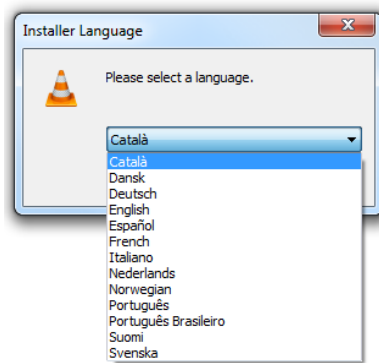 Installer Language
Please select a language.
Català
Català
Dansk
Deutsch
English
Español
French
Italiano
Nederlands
Norwegian
Português
Português Brasileiro
Suomi
Svenska